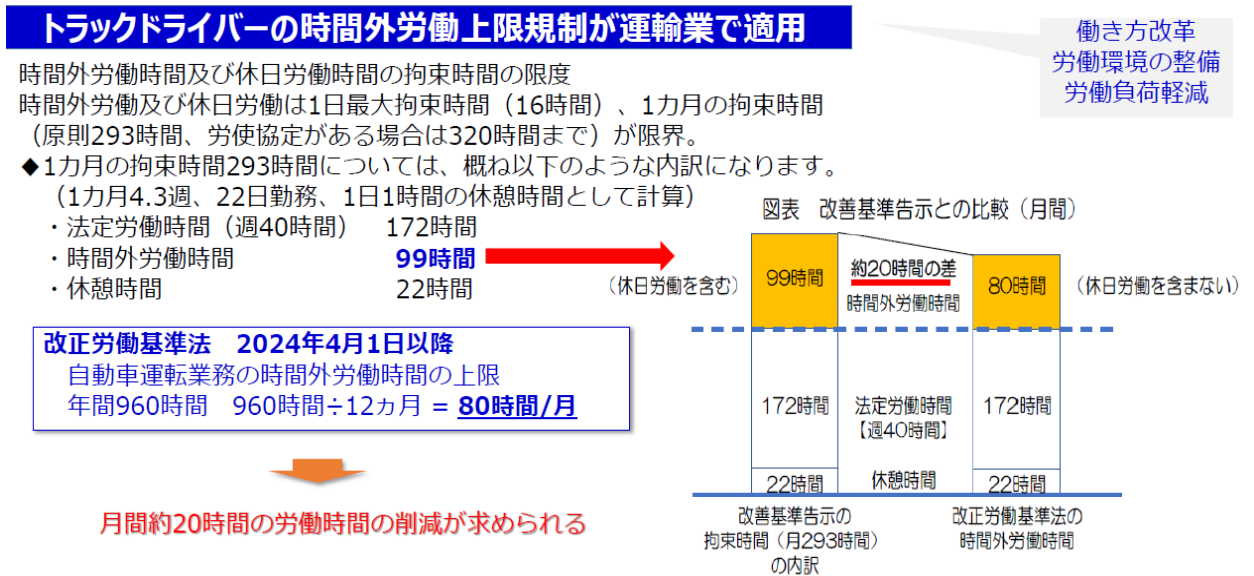 トラックドライバーの時間外労働上限規制が運輸業で適用
働き方改革
労働環境の整備
労働負荷軽減
時間外労働時間及び休日労働時間の拘束時間の限度
時間外労働及び休日労働は1日最大拘束時間（16時間）、1カ月の拘束時間
（原則293時間、労使協定がある場合は320時間まで）が限界。
◆1カ月の拘束時間293時間については、概ね以下のような内訳になります。
（1カ月4.3週、22日勤務、1日1時間の休憩時間として計算）
・法定労働時間（週40時間） 172時間
・時間外労働時間 99時間
・休憩時間 22時間
改正労働基準法 2024年4月1日以降
自動車運転業務の時間外労働時間の上限
年間960時間 960時間÷12ヵ月 = 80時間/月
月間約20時間の労働時間の削減が求められる
図表 改善基準告示との比較（月間）
（休日労働を含む） 99時間 約20時間の差 80時間 （休日労働を含まない）
時間外労働時間
172時間 法定労働時間 172時間
【週40時間】
22時間 休憩時間 22時間
改善基準告示の
拘束時間（月293時間）
の内訳
改正労働基準法の
時間外労働時間